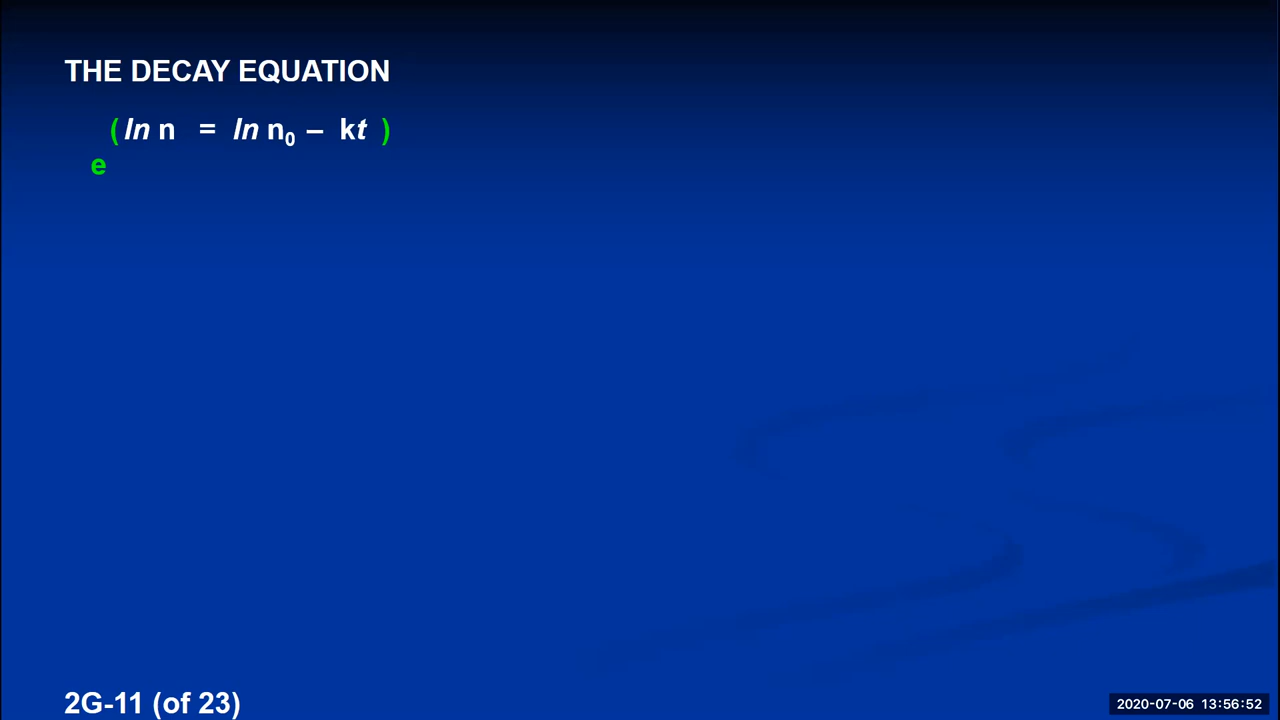 THE DECAY EQUATION
( ln n = ln n₀ – kt )
e
2G-11 (of 23)
2020-07-06 13:56:52